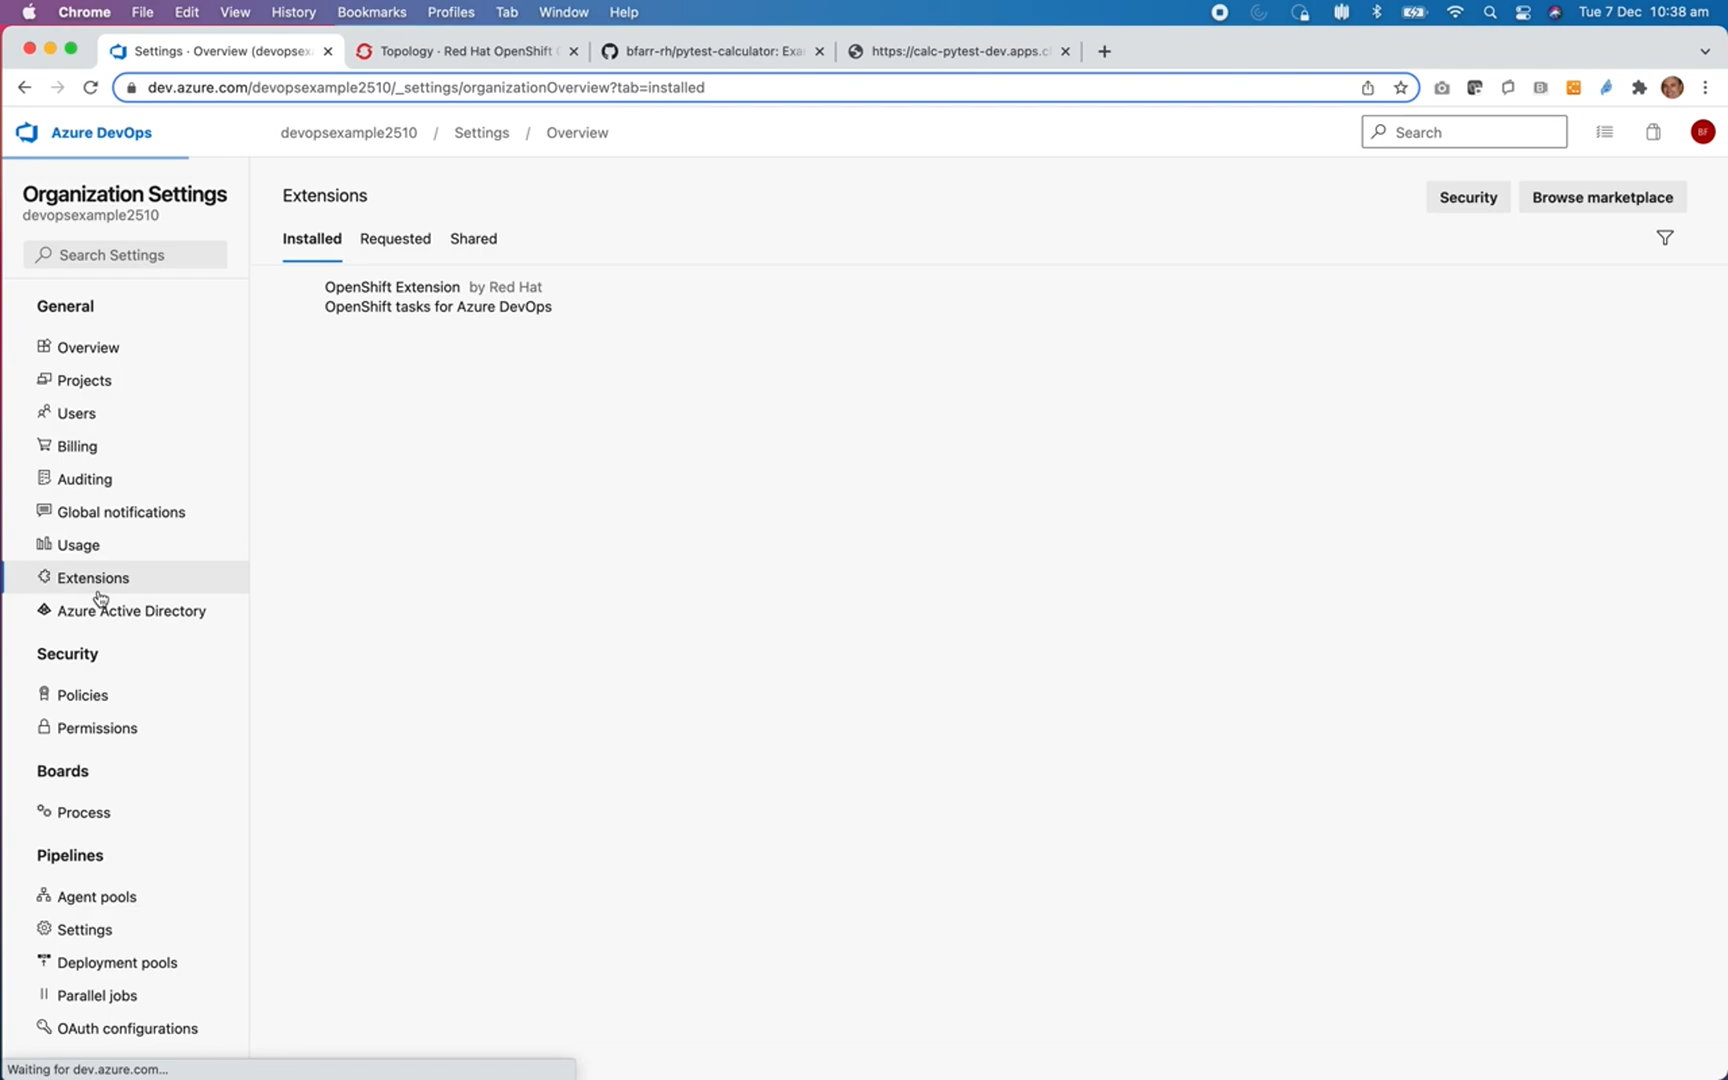 Chrome File Edit View History Bookmarks Profiles Tab Window Help Tue 7 Dec 10:38 am
Settings · Overview (devopsex Topology · Red Hat OpenShift bfarr-rh/pytest-calculator: Exa https://calc-pytest-dev.apps.c
dev.azure.com/devopsexample2510/_settings/organizationOverview?tab=installed
Azure DevOps devopsexample2510 / Settings / Overview Search BF
Organization Settings
devopsexample2510
Search Settings
General
Overview
Projects
Users
Billing
Auditing
Global notifications
Usage
Extensions
Azure Active Directory
Security
Policies
Permissions
Boards
Process
Pipelines
Agent pools
Settings
Deployment pools
Parallel jobs
OAuth configurations
Extensions
Security Browse marketplace
Installed Requested Shared
OpenShift Extension by Red Hat
OpenShift tasks for Azure DevOps
Waiting for dev.azure.com...